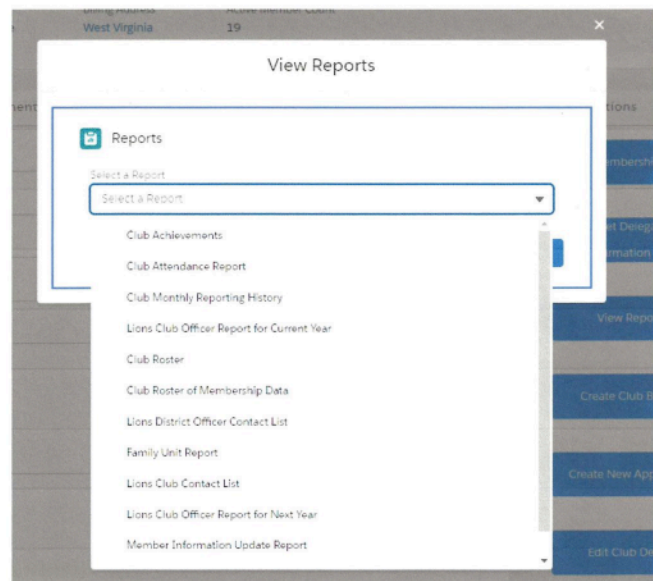 Billing Address Active Member Count
West Virginia 19
View Reports
Reports
Select a Report
Select a Report
Club Achievements
Club Attendance Report
Club Monthly Reporting History
Lions Club Officer Report for Current Year
Club Roster
Club Roster of Membership Data
Lions District Officer Contact List
Family Unit Report
Lions Club Contact List
Lions Club Officer Report for Next Year
Member Information Update Report
View Repo
Create Club B
Create New App
Edit Club De